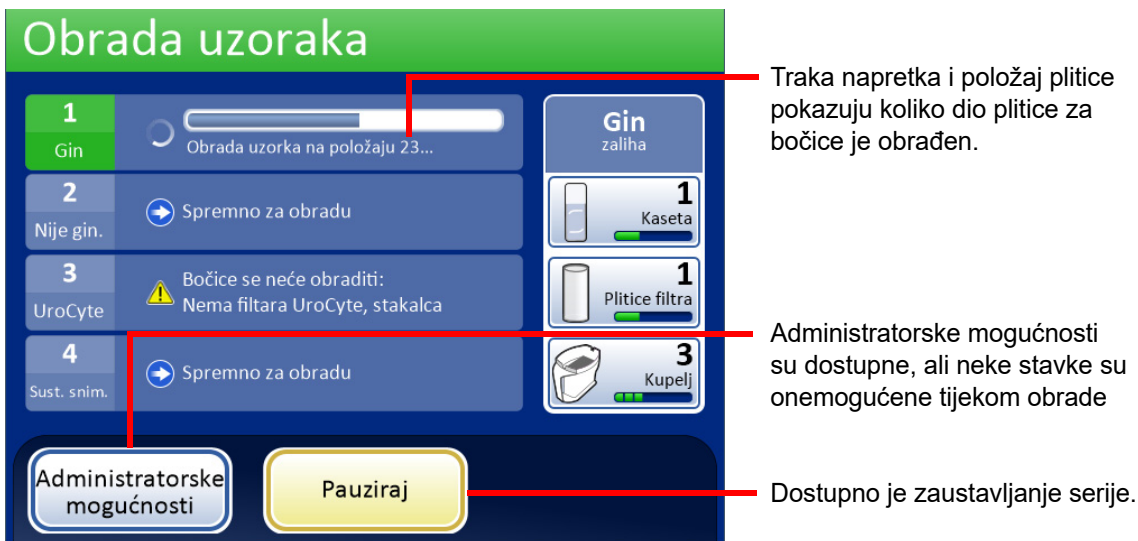 Obrada uzoraka
1
Gin
Obrada uzorka na položaju 23...
2
Nije gin.
Spremno za obradu
3
UroCyte
Bočice se neće obraditi:
Nema filtara UroCyte, stakalca
4
Sust. snim.
Spremno za obradu
Gin
zaliha
1
Kaseta
1
Plitice filtra
3
Kupelj
Administratorske
mogućnosti
Pauziraj
Traka napretka i položaj plitice
pokazuju koliko dio plitice za
bočice je obrađen.
Administratorske mogućnosti
su dostupne, ali neke stavke su
onemogućene tijekom obrade
Dostupno je zaustavljanje serije.